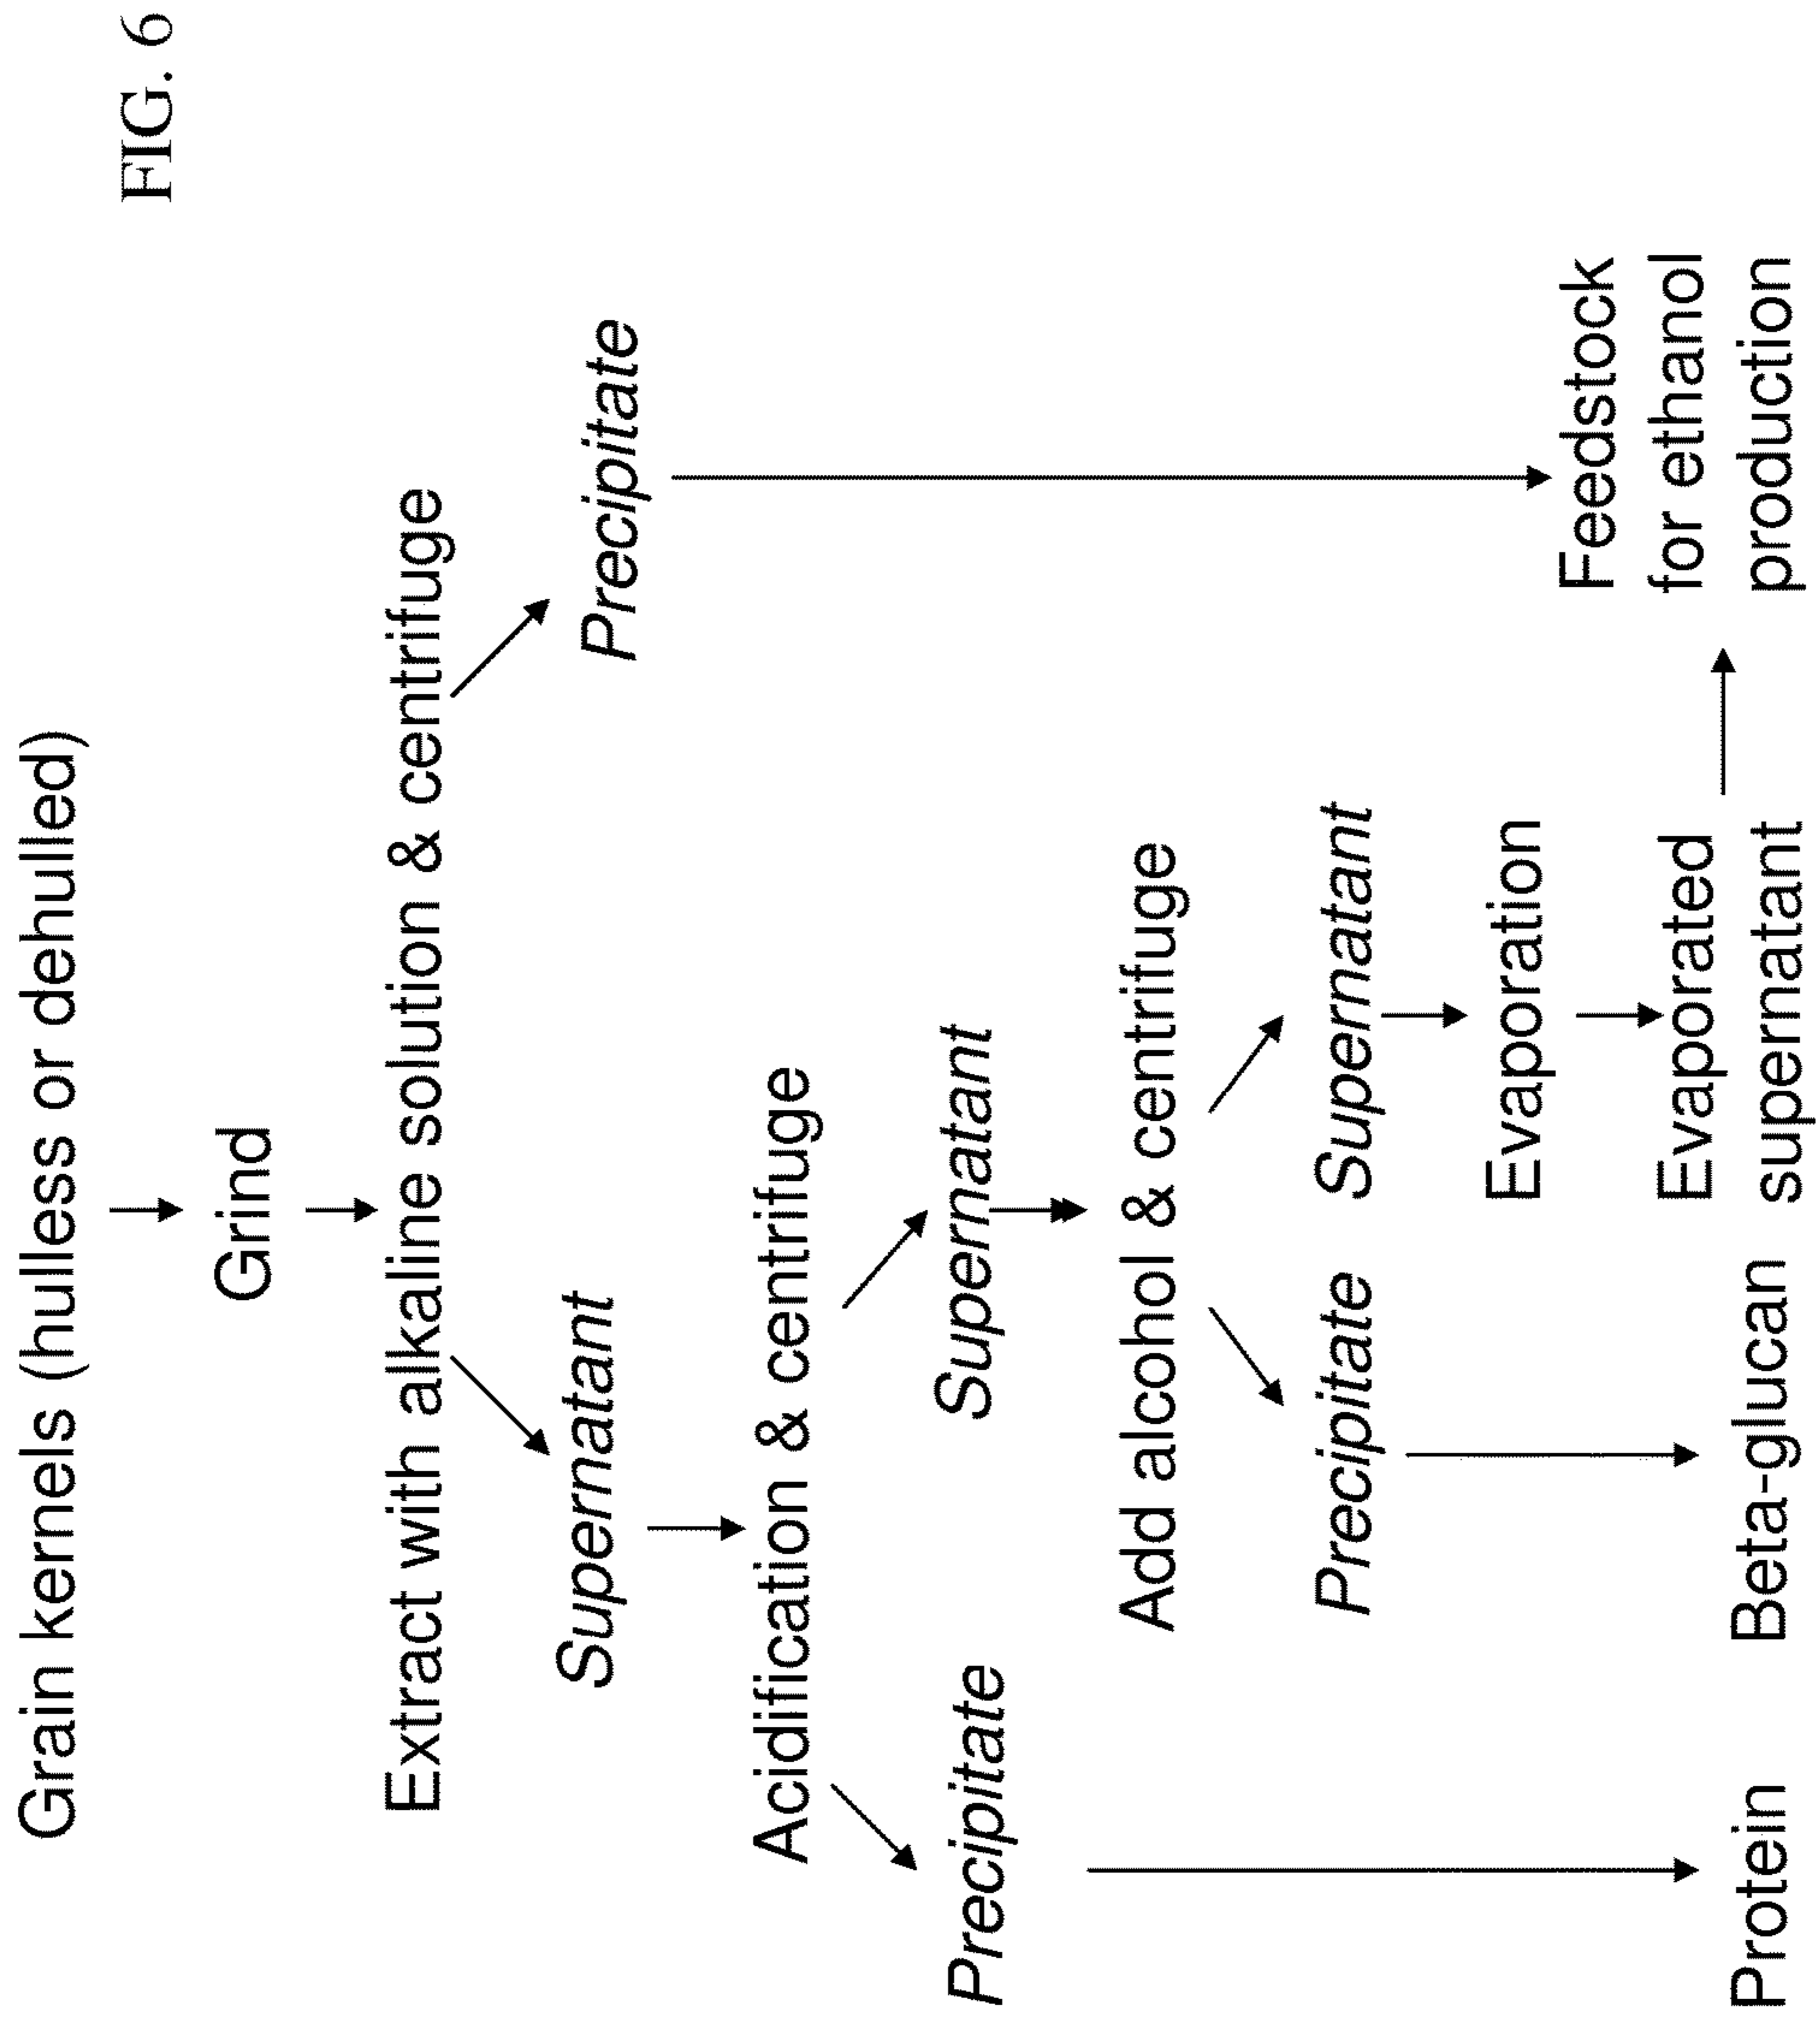 FIG. 6
Grain kernels (hulless or dehulled)
Grind
Extract with alkaline solution & centrifuge
Supernatant
Precipitate
Acidification & centrifuge
Precipitate
Supernatant
Add alcohol & centrifuge
Precipitate
Supernatant
Evaporation
Protein
Beta-glucan
Evaporated
supernatant
Feedstock
for ethanol
production